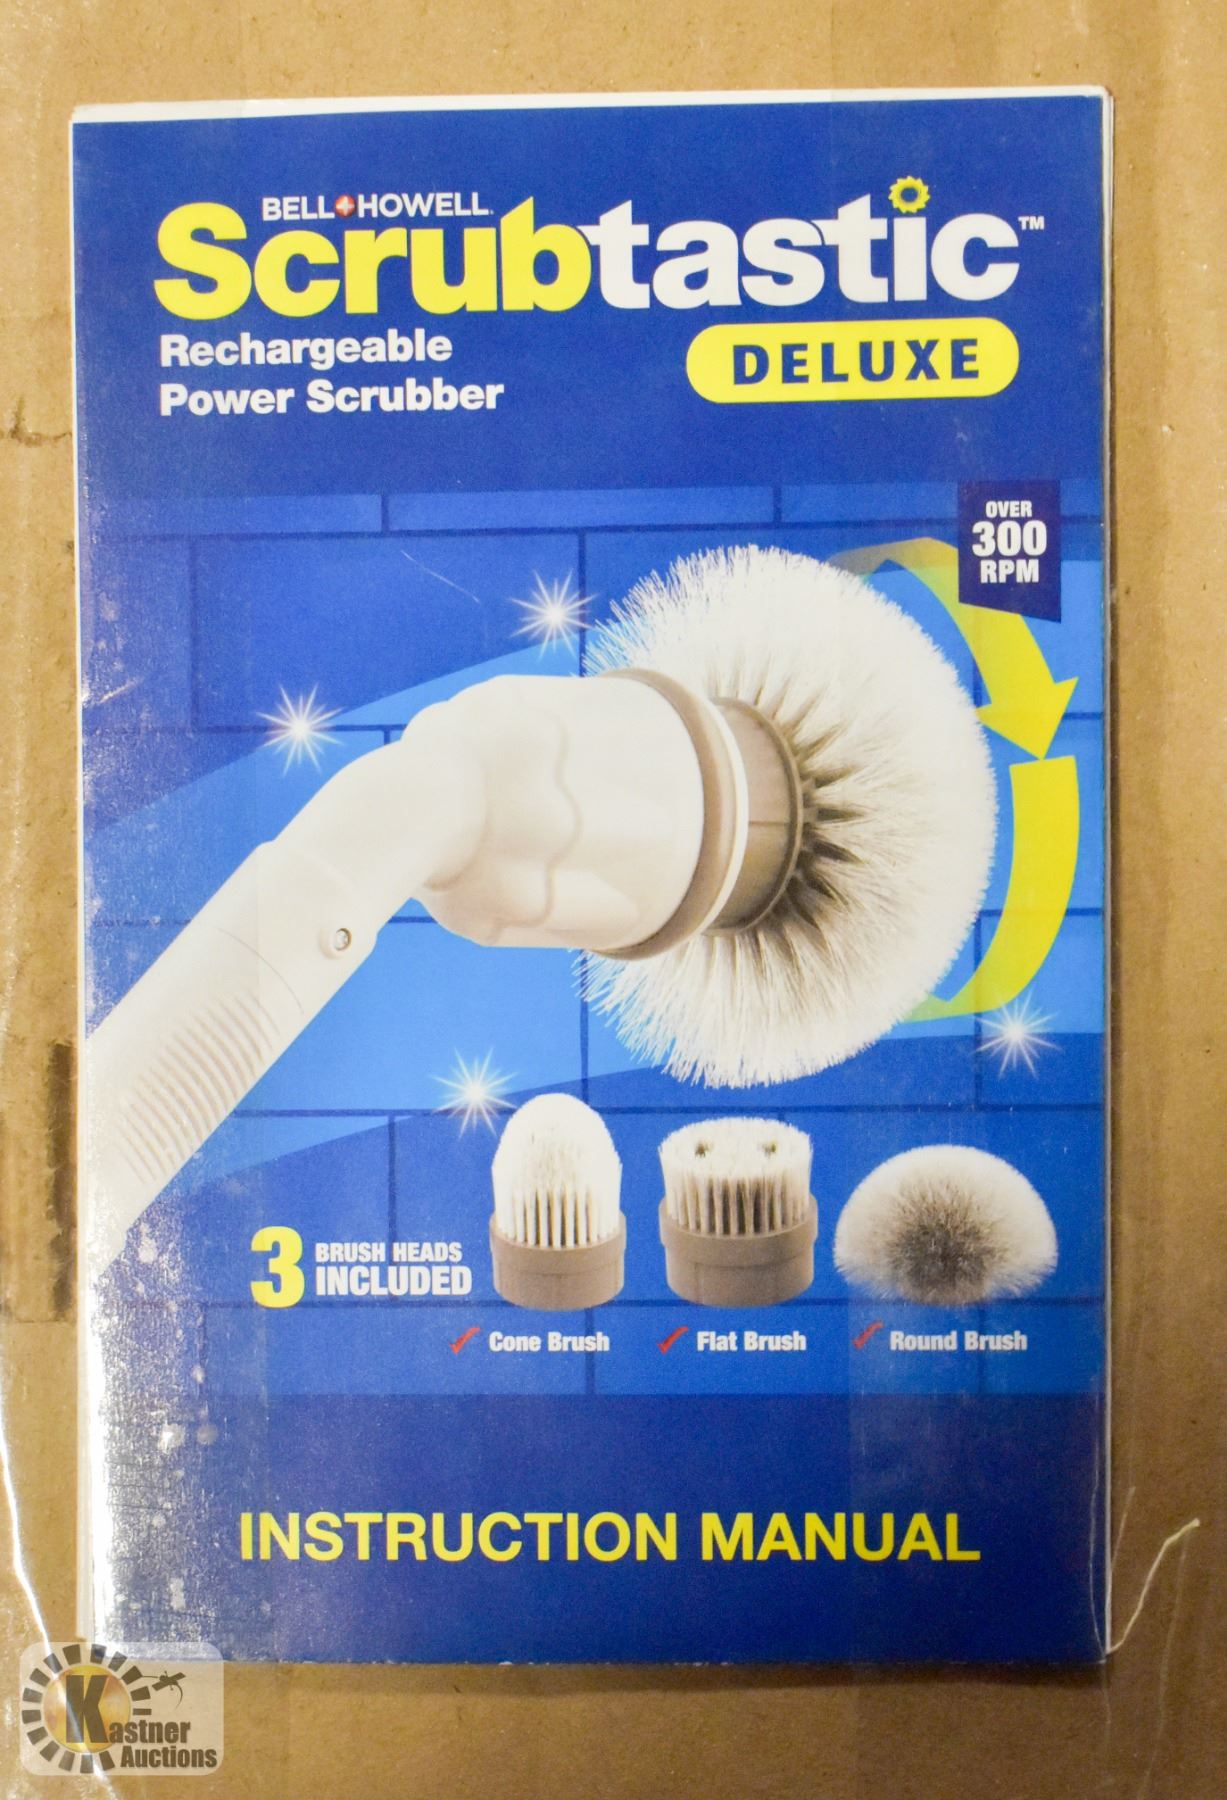 BELL+HOWELL
Scrubtastic™
Rechargeable
Power Scrubber
DELUXE
OVER
300
RPM
3 BRUSH HEADS
INCLUDED
Cone Brush
Flat Brush
Round Brush
INSTRUCTION MANUAL
Kastner
Auctions